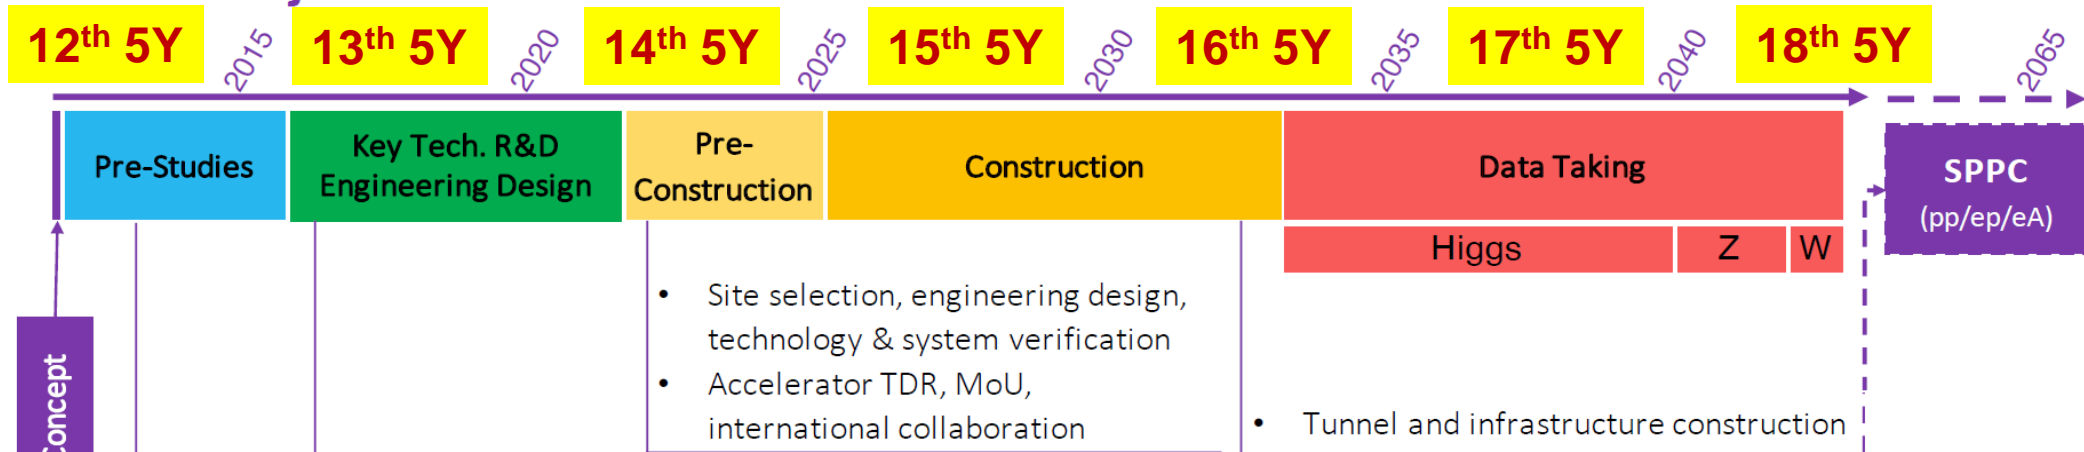 12th 5Y
2015
13th 5Y
2020
14th 5Y
2025
15th 5Y
2030
16th 5Y
2035
17th 5Y
2040
18th 5Y
2065
Pre-Studies
Key Tech. R&D
Engineering Design
Pre-
Construction
Construction
Data Taking
SPPC
(pp/ep/eA)
Higgs
Z
W
Concept
• Site selection, engineering design,
technology & system verification
• Accelerator TDR, MoU,
international collaboration
• Tunnel and infrastructure construction